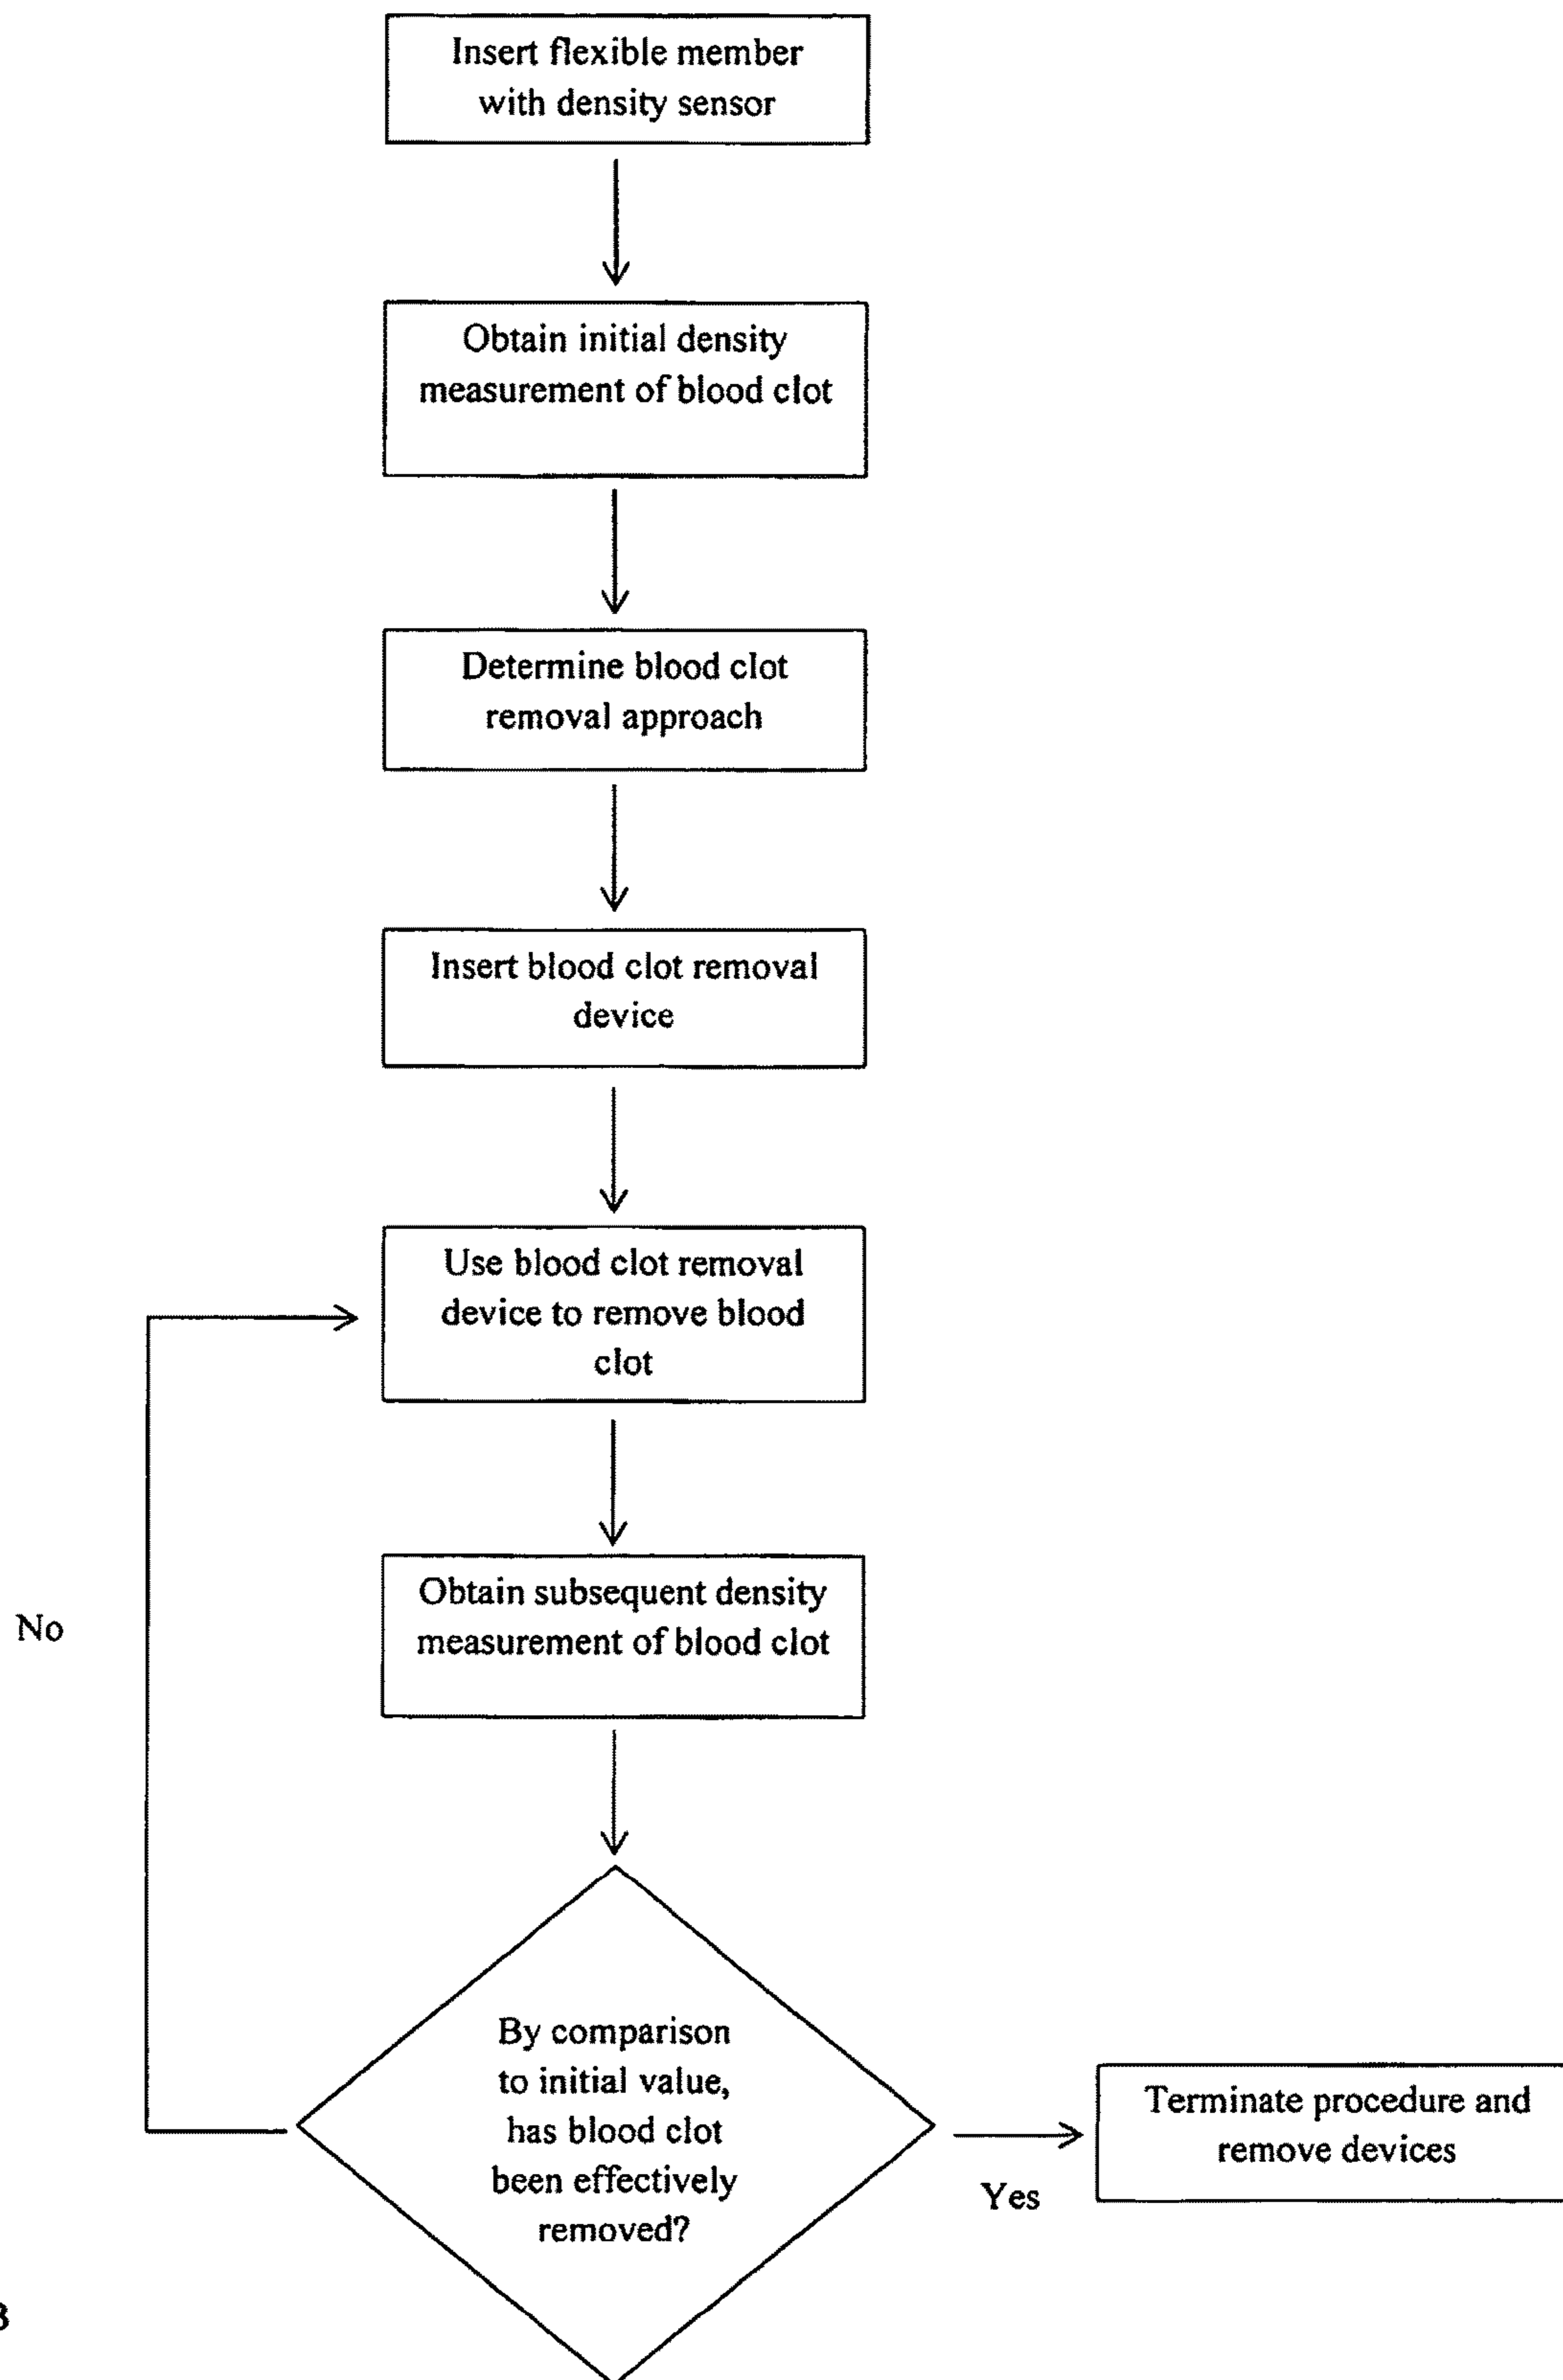 Insert flexible member
with density sensor
Obtain initial density
measurement of blood clot
Determine blood clot
removal approach
Insert blood clot removal
device
Use blood clot removal
device to remove blood
clot
Obtain subsequent density
measurement of blood clot
No
By comparison
to initial value,
has blood clot
been effectively
removed?
Yes
Terminate procedure and
remove devices